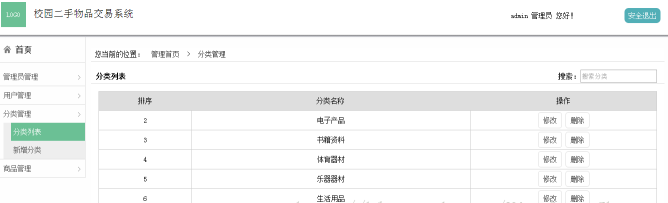 LOGO 校园二手物品交易系统 admin 管理员 您好! 安全退出
首页
您当前的位置： 管理首页 > 分类管理
管理员管理
用户管理
分类管理
分类列表
新增分类
商品管理
分类列表 搜索： 搜索分类
排序 分类名称 操作
2 电子产品 修改 删除
3 书籍资料 修改 删除
4 体育器材 修改 删除
5 乐器器材 修改 删除
6 生活用品 修改 删除